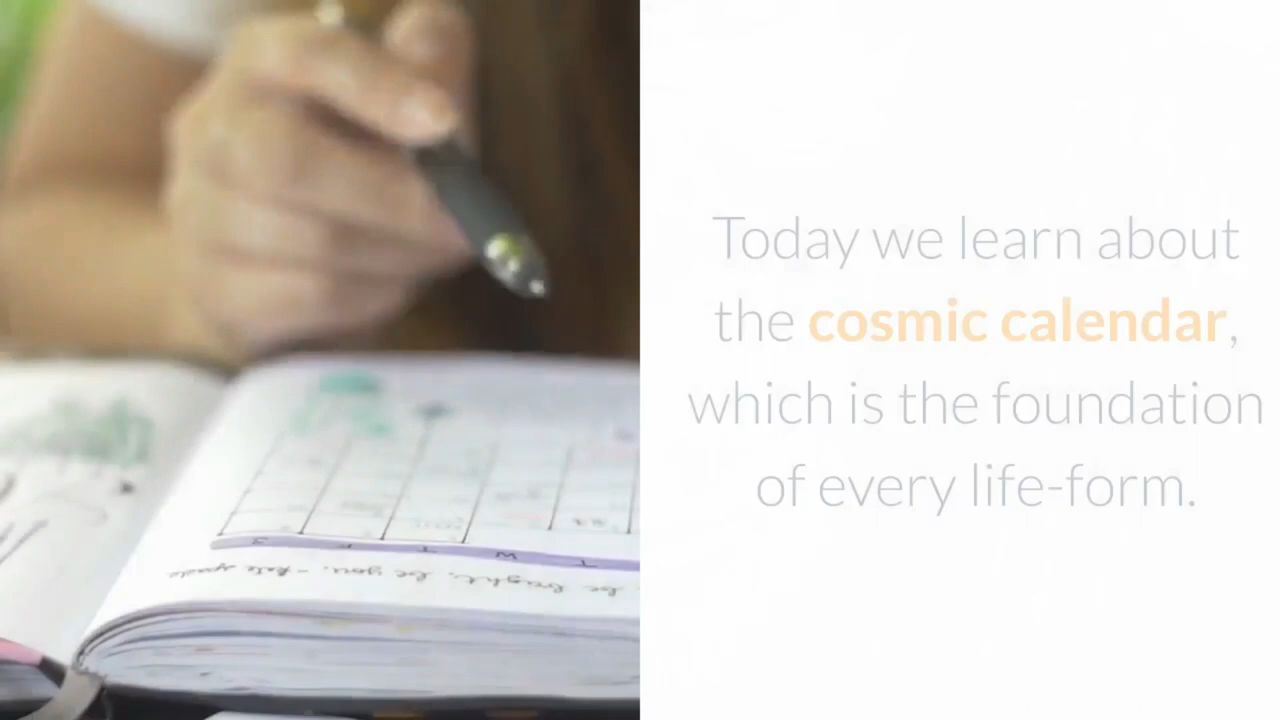 Today we learn about
the cosmic calendar,
which is the foundation
of every life-form.